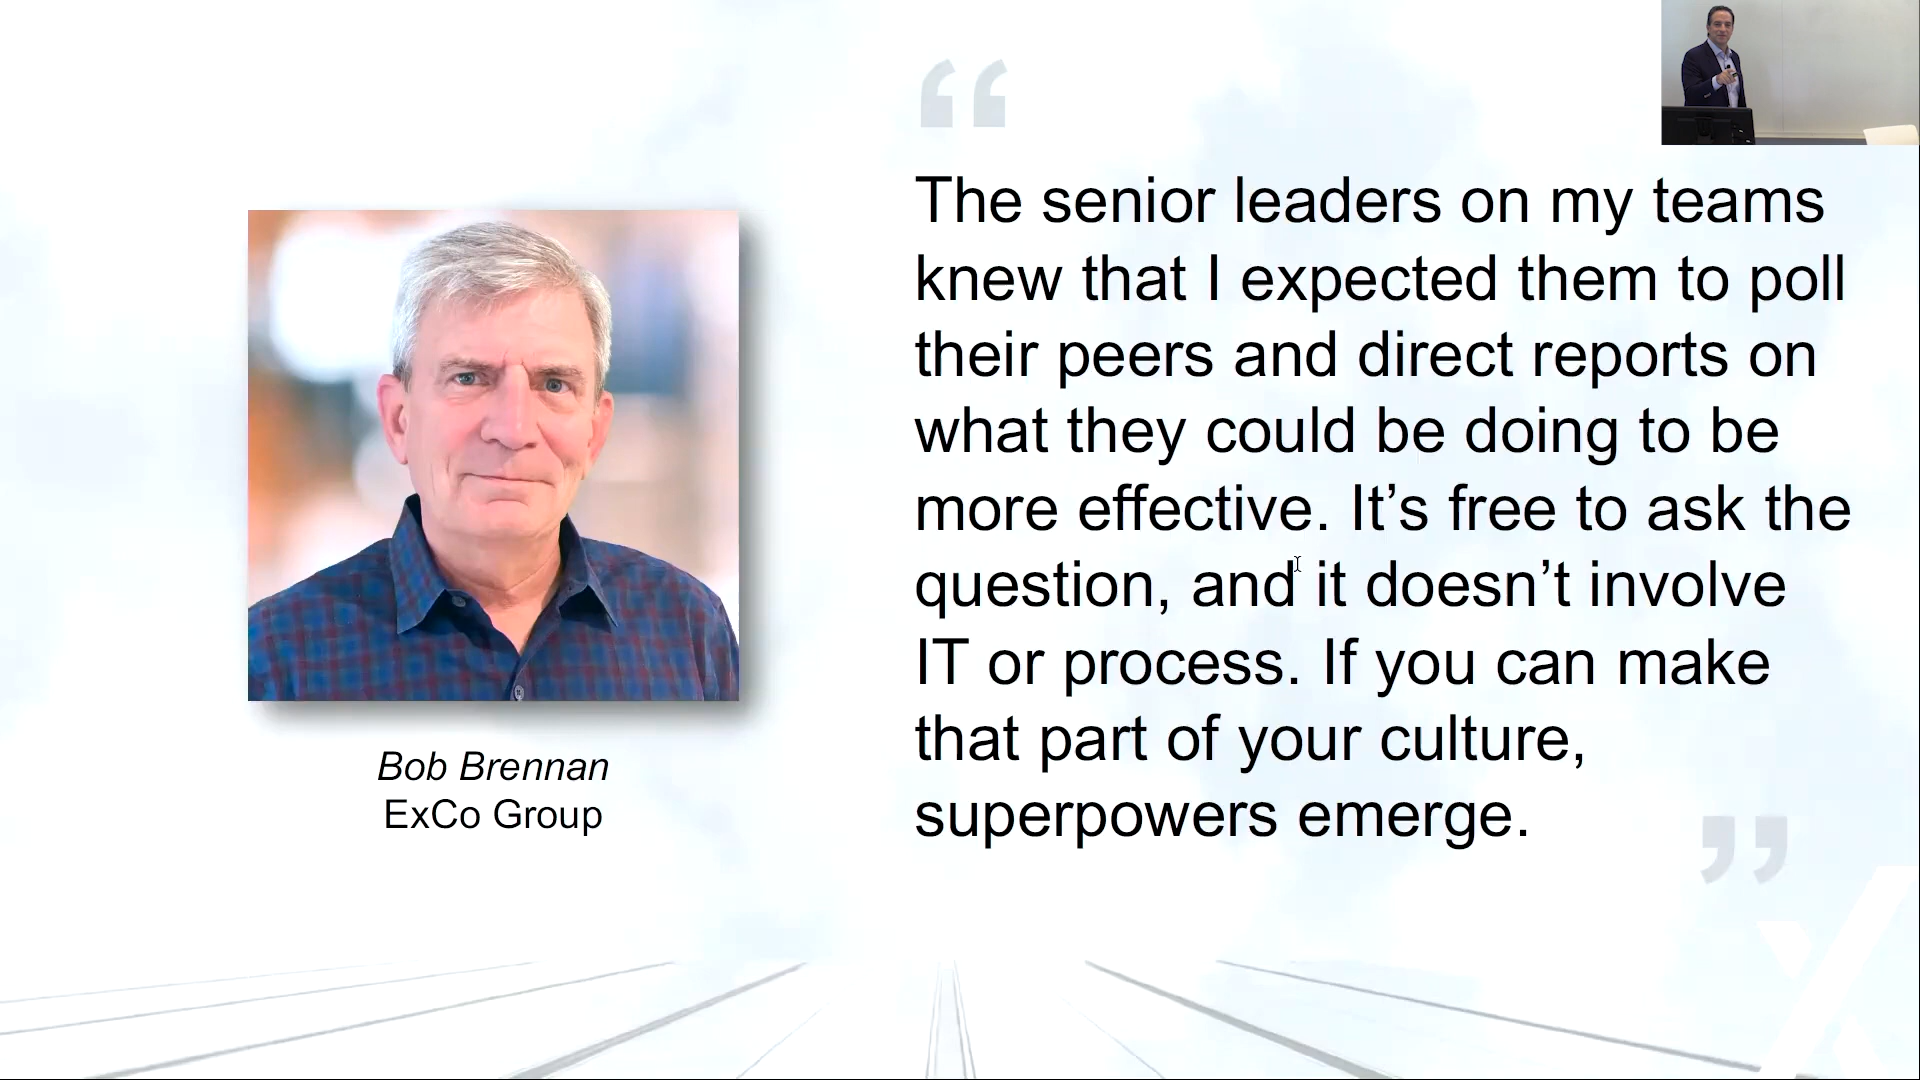 “
The senior leaders on my teams
knew that I expected them to poll
their peers and direct reports on
what they could be doing to be
more effective. It’s free to ask the
question, and it doesn’t involve
IT or process. If you can make
that part of your culture,
superpowers emerge.
”
Bob Brennan
ExCo Group